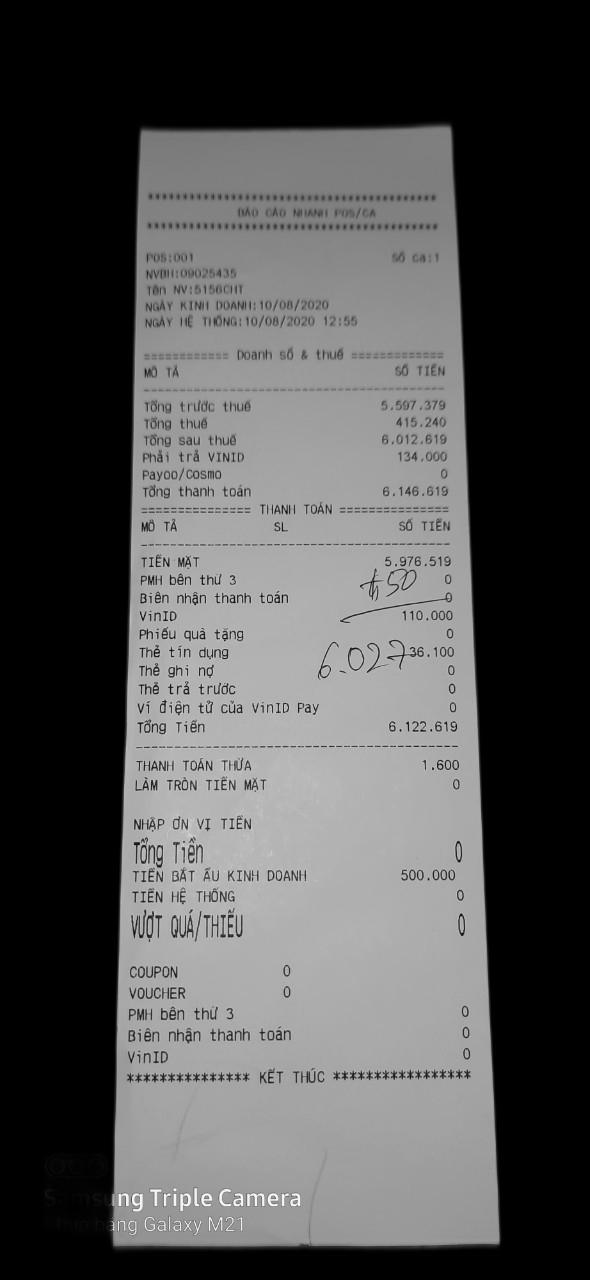 ****************************************
BÁO CÁO NHANH POS/CA
****************************************
POS:001 Số ca:1
NVBH:09025435
Tên NV:5156CHT
NGÀY KINH DOANH:10/08/2020
NGÀY HỆ THỐNG:10/08/2020 12:55
============ Doanh số & thuế =============
MÔ TẢ SỐ TIỀN
Tổng trước thuế 5.597.379
Tổng thuế 415.240
Tổng sau thuế 6.012.619
Phải trả VINID 134.000
Payoo/Cosmo 0
Tổng thanh toán 6.146.619
=============== THANH TOÁN ===============
MÔ TẢ SL SỐ TIỀN
TIỀN MẶT 5.976.519
PMH bên thứ 3 0
50
Biên nhận thanh toán 0
VinID 110.000
Phiếu quà tặng 0
Thẻ tín dụng 36.100
6.027
Thẻ ghi nợ 0
Thẻ trả trước 0
Ví điện tử của VinID Pay 0
Tổng Tiền 6.122.619
THANH TOÁN THỪA 1.600
LÀM TRÒN TIỀN MẶT 0
NHẬP ƠN VỊ TIỀN
Tổng Tiền 0
TIỀN BẮT ẦU KINH DOANH 500.000
TIỀN HỆ THỐNG 0
VƯỢT QUÁ/THIẾU 0
COUPON 0
VOUCHER 0
PMH bên thứ 3 0
Biên nhận thanh toán 0
VinID 0
*************** KẾT THÚC *****************
Samsung Triple Camera
Chụp bằng Galaxy M21